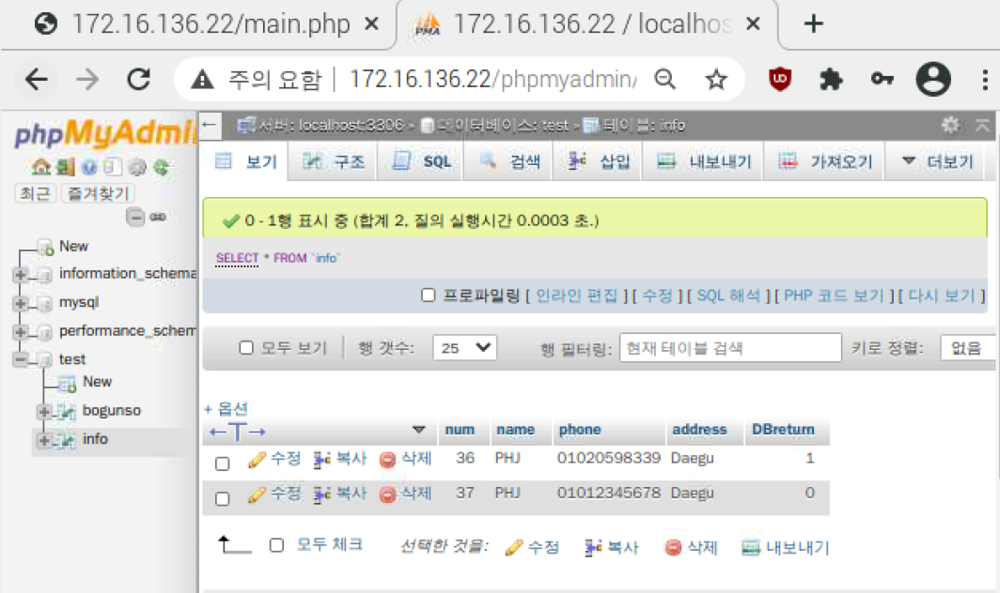 172.16.136.22/main.php × 172.16.136.22 / localhos × +
주의 요함 | 172.16.136.22/phpmyadmin/
phpMyAdmi
최근 즐겨찾기
New
information_schema
mysql
performance_schem
test
New
bogunso
info
서버: localhost:3306 » 데이터베이스: test » 테이블: info
보기 구조 SQL 검색 삽입 내보내기 가져오기 더보기
0 - 1행 표시 중 (합계 2, 질의 실행시간 0.0003 초.)
SELECT * FROM `info`
프로파일링 [ 인라인 편집 ] [ 수정 ] [ SQL 해석 ] [ PHP 코드 보기 ] [ 다시 보기 ]
모두 보기 | 행 갯수: 25 행 필터링: 현재 테이블 검색 키로 정렬: 없음
+ 옵션
←T→ num name phone address DBreturn
수정 복사 삭제 36 PHJ 01020598339 Daegu 1
수정 복사 삭제 37 PHJ 01012345678 Daegu 0
모두 체크 선택한 것을: 수정 복사 삭제 내보내기